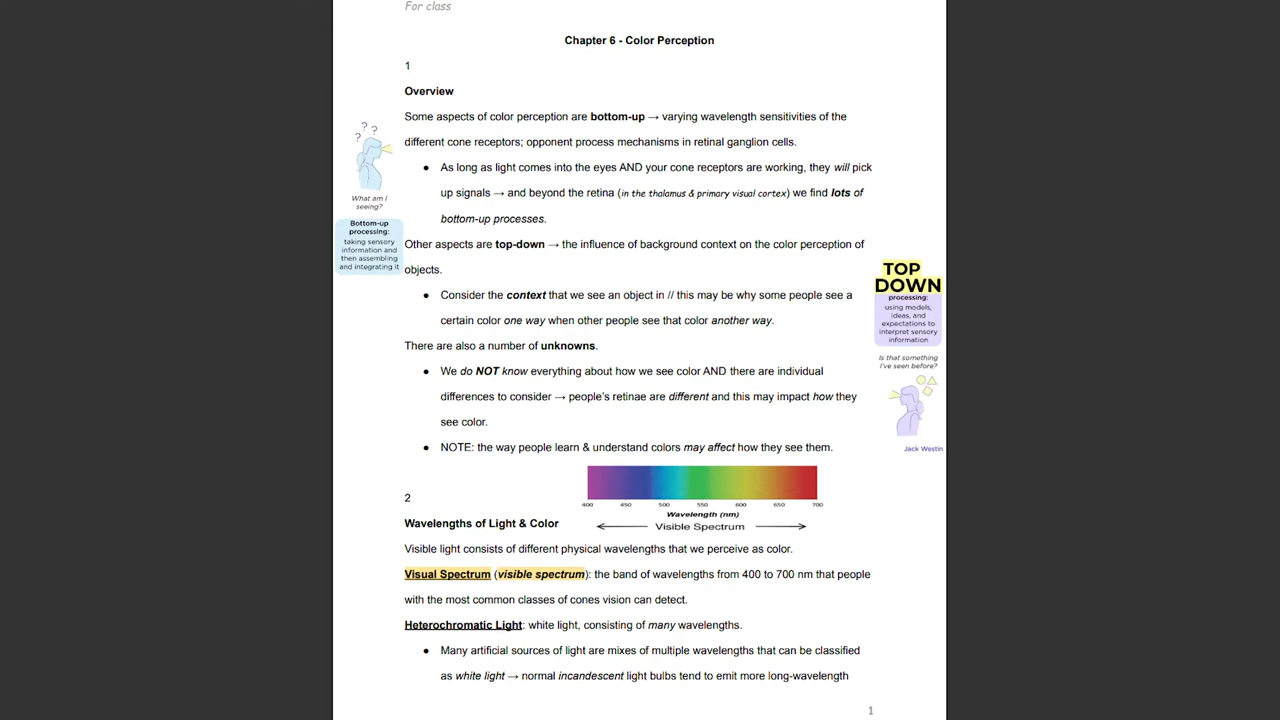 For class
Chapter 6 - Color Perception
1
Overview
Some aspects of color perception are bottom-up → varying wavelength sensitivities of the
different cone receptors; opponent process mechanisms in retinal ganglion cells.
● As long as light comes into the eyes AND your cone receptors are working, they will pick
up signals → and beyond the retina (in the thalamus & primary visual cortex) we find lots of
bottom-up processes.
? ? ?
What am I
seeing?
Bottom-up
processing:
taking sensory
information and
then assembling
and integrating it
Other aspects are top-down → the influence of background context on the color perception of
objects.
● Consider the context that we see an object in // this may be why some people see a
certain color one way when other people see that color another way.
TOP
DOWN
processing:
using models,
ideas, and
expectations to
interpret sensory
information
Is that something
I've seen before?
Jack Westin
There are also a number of unknowns.
● We do NOT know everything about how we see color AND there are individual
differences to consider → people's retinae are different and this may impact how they
see color.
● NOTE: the way people learn & understand colors may affect how they see them.
400 450 500 550 600 650 700
Wavelength (nm)
Visible Spectrum
2
Wavelengths of Light & Color
Visible light consists of different physical wavelengths that we perceive as color.
Visual Spectrum (visible spectrum): the band of wavelengths from 400 to 700 nm that people
with the most common classes of cones vision can detect.
Heterochromatic Light: white light, consisting of many wavelengths.
● Many artificial sources of light are mixes of multiple wavelengths that can be classified
as white light → normal incandescent light bulbs tend to emit more long-wavelength
1